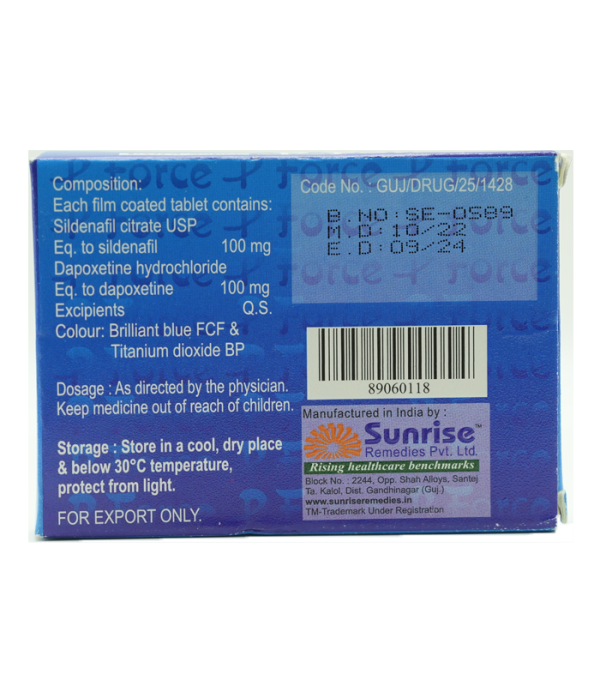 Composition:
Each film coated tablet contains:
Sildenafil citrate USP
Eq. to sildenafil 100 mg
Dapoxetine hydrochloride
Eq. to dapoxetine 100 mg
Excipients Q.S.
Colour: Brilliant blue FCF &
Titanium dioxide BP
Dosage : As directed by the physician.
Keep medicine out of reach of children.
Storage : Store in a cool, dry place
& below 30°C temperature,
protect from light.
FOR EXPORT ONLY.
Code No.: GUJ/DRUG/25/1428
B.NO:SE-0589
M.D:10/22
E.D:09/24
89060118
Manufactured in India by :
Sunrise™
Remedies Pvt. Ltd.
Rising healthcare benchmarks
Block No. : 2244, Opp. Shah Alloys, Santej
Ta. Kalol, Dist. Gandhinagar (Guj.)
www.sunriseremedies.in
TM-Trademark Under Registration